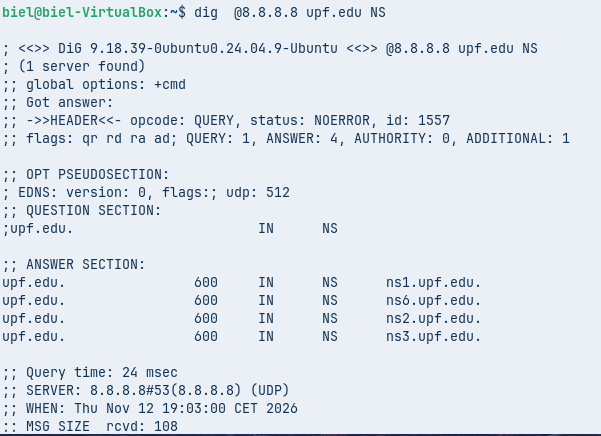 biel@biel-VirtualBox:~$ dig  @8.8.8.8 upf.edu NS

; <<>> DiG 9.18.39-0ubuntu0.24.04.9-Ubuntu <<>> @8.8.8.8 upf.edu NS
; (1 server found)
;; global options: +cmd
;; Got answer:
;; ->>HEADER<<- opcode: QUERY, status: NOERROR, id: 1557
;; flags: qr rd ra ad; QUERY: 1, ANSWER: 4, AUTHORITY: 0, ADDITIONAL: 1

;; OPT PSEUDOSECTION:
; EDNS: version: 0, flags:; udp: 512
;; QUESTION SECTION:
;upf.edu.                       IN      NS

;; ANSWER SECTION:
upf.edu.                600     IN      NS      ns1.upf.edu.
upf.edu.                600     IN      NS      ns6.upf.edu.
upf.edu.                600     IN      NS      ns2.upf.edu.
upf.edu.                600     IN      NS      ns3.upf.edu.

;; Query time: 24 msec
;; SERVER: 8.8.8.8#53(8.8.8.8) (UDP)
;; WHEN: Thu Nov 12 19:03:00 CET 2026
;; MSG SIZE  rcvd: 108